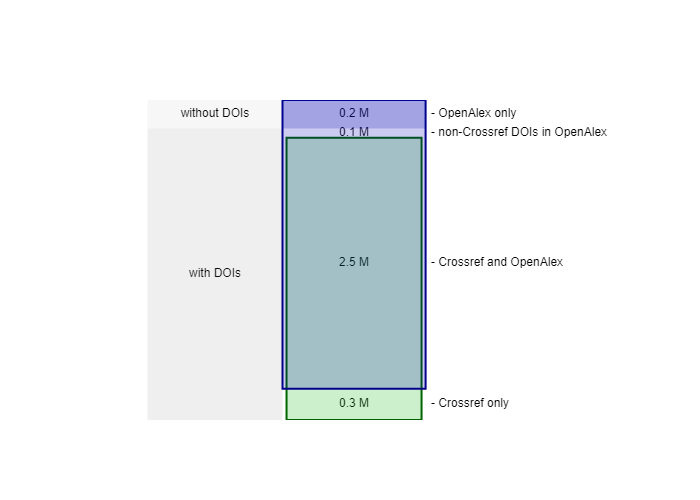 without DOIs 0.2 M - OpenAlex only
0.1 M - non-Crossref DOIs in OpenAlex
2.5 M - Crossref and OpenAlex
with DOIs
0.3 M - Crossref only